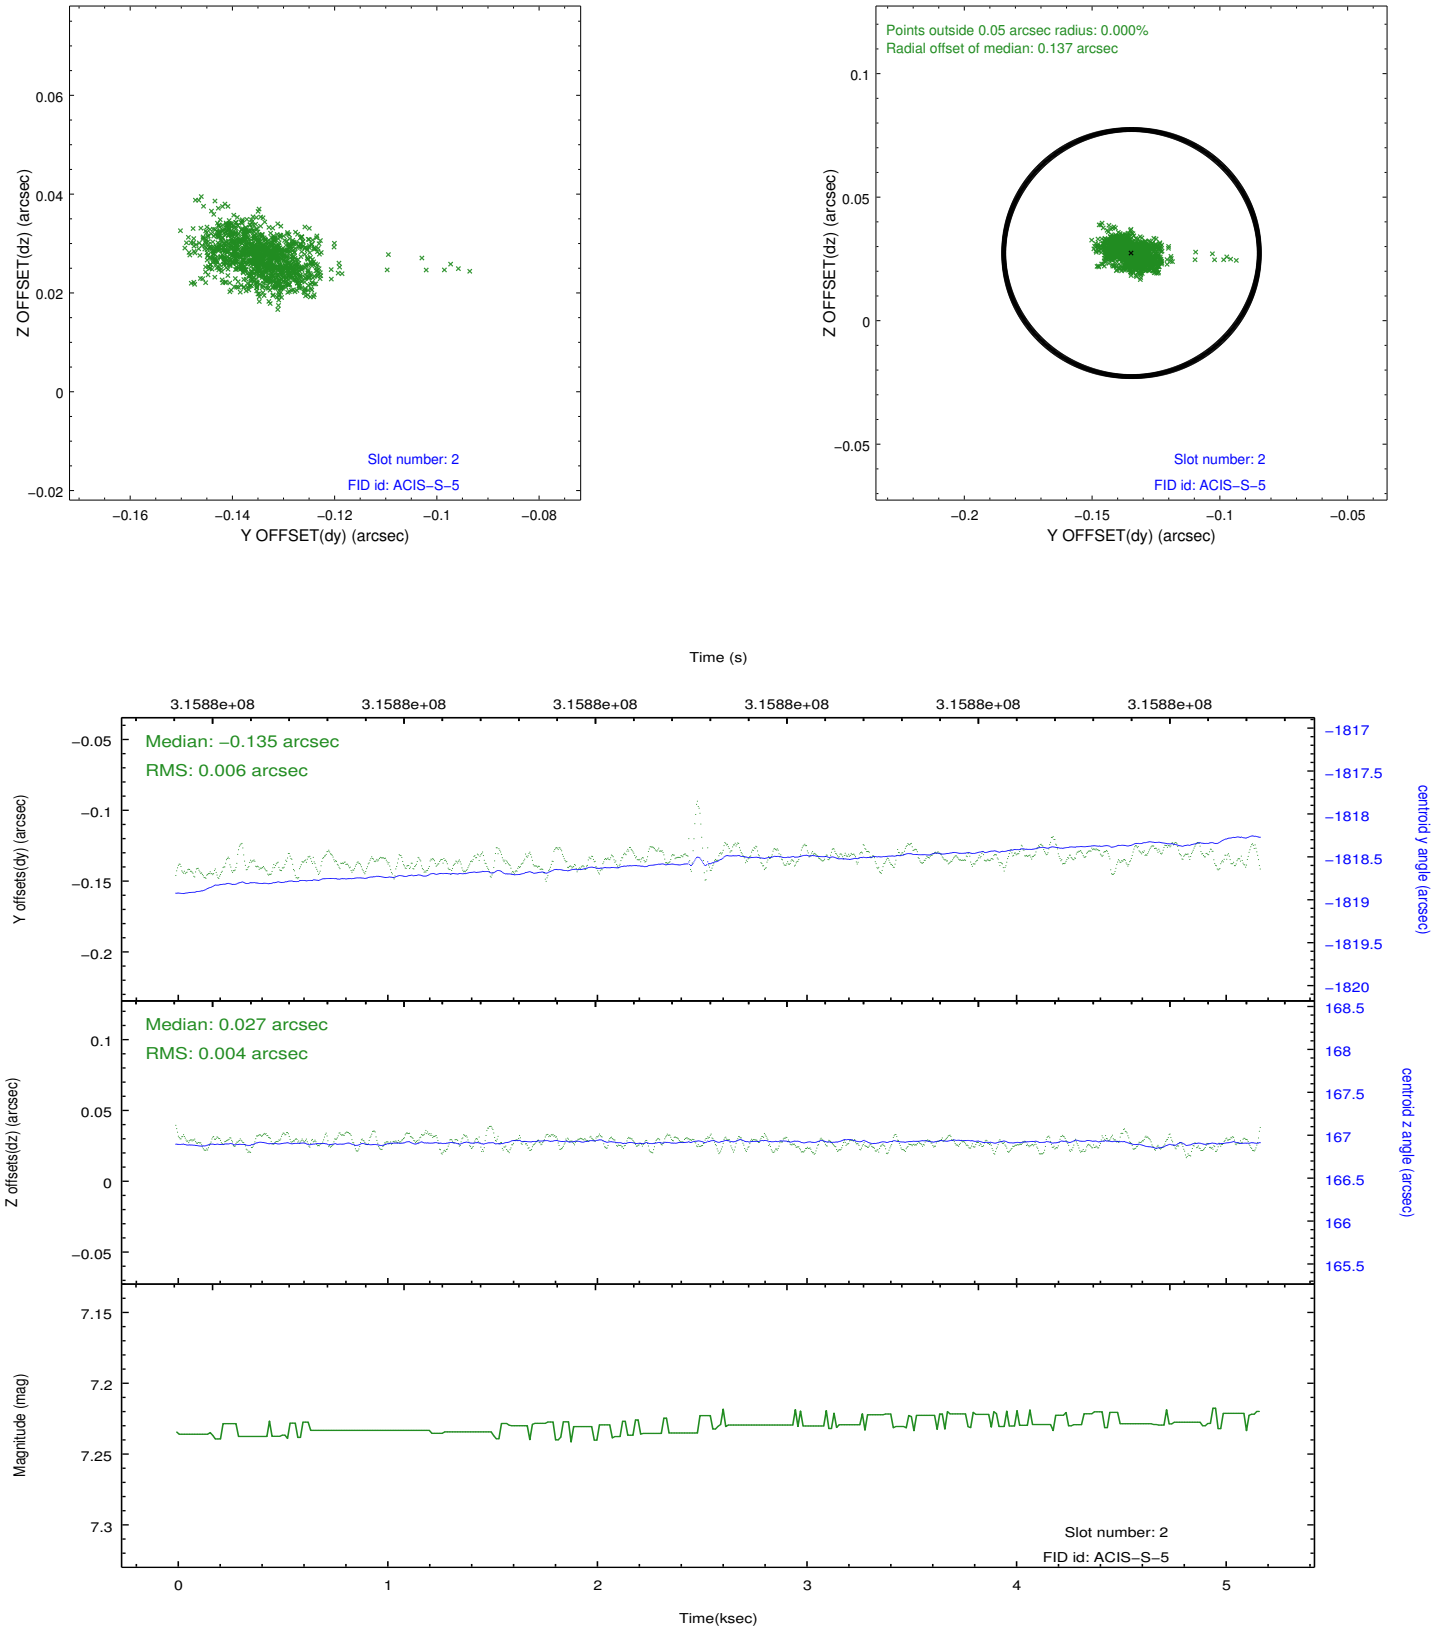 0.06
0.04
0.02
0
−0.02
Z OFFSET(dz) (arcsec)
Slot number: 2
FID id: ACIS−S−5
−0.16
−0.14
−0.12
−0.1
−0.08
Y OFFSET(dy) (arcsec)
Points outside 0.05 arcsec radius: 0.000%
Radial offset of median: 0.137 arcsec
0.1
0.05
0
−0.05
Z OFFSET(dz) (arcsec)
Slot number: 2
FID id: ACIS−S−5
−0.2
−0.15
−0.1
−0.05
Y OFFSET(dy) (arcsec)
Time (s)
3.1588e+08
3.1588e+08
3.1588e+08
3.1588e+08
3.1588e+08
3.1588e+08
Median: −0.135 arcsec
RMS: 0.006 arcsec
−0.05
−0.1
−0.15
−0.2
Y offsets(dy) (arcsec)
−1817
−1817.5
−1818
−1818.5
−1819
−1819.5
−1820
centroid y angle (arcsec)
Median: 0.027 arcsec
RMS: 0.004 arcsec
0.1
0.05
0
−0.05
Z offsets(dz) (arcsec)
168.5
168
167.5
167
166.5
166
165.5
centroid z angle (arcsec)
7.15
7.2
7.25
7.3
Magnitude (mag)
Slot number: 2
FID id: ACIS−S−5
0
1
2
3
4
5
Time(ksec)